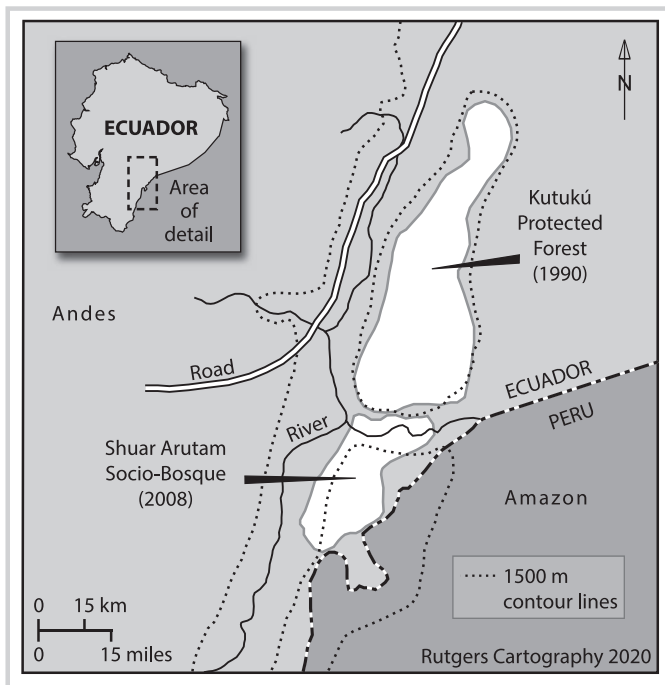 ECUADOR
Area
of
detail
N
Kutukú
Protected
Forest
(1990)
Andes
Road
ECUADOR
PERU
River
Shuar Arutam
Socio-Bosque
(2008)
Amazon
1500 m
contour lines
0 15 km
0 15 miles
Rutgers Cartography 2020